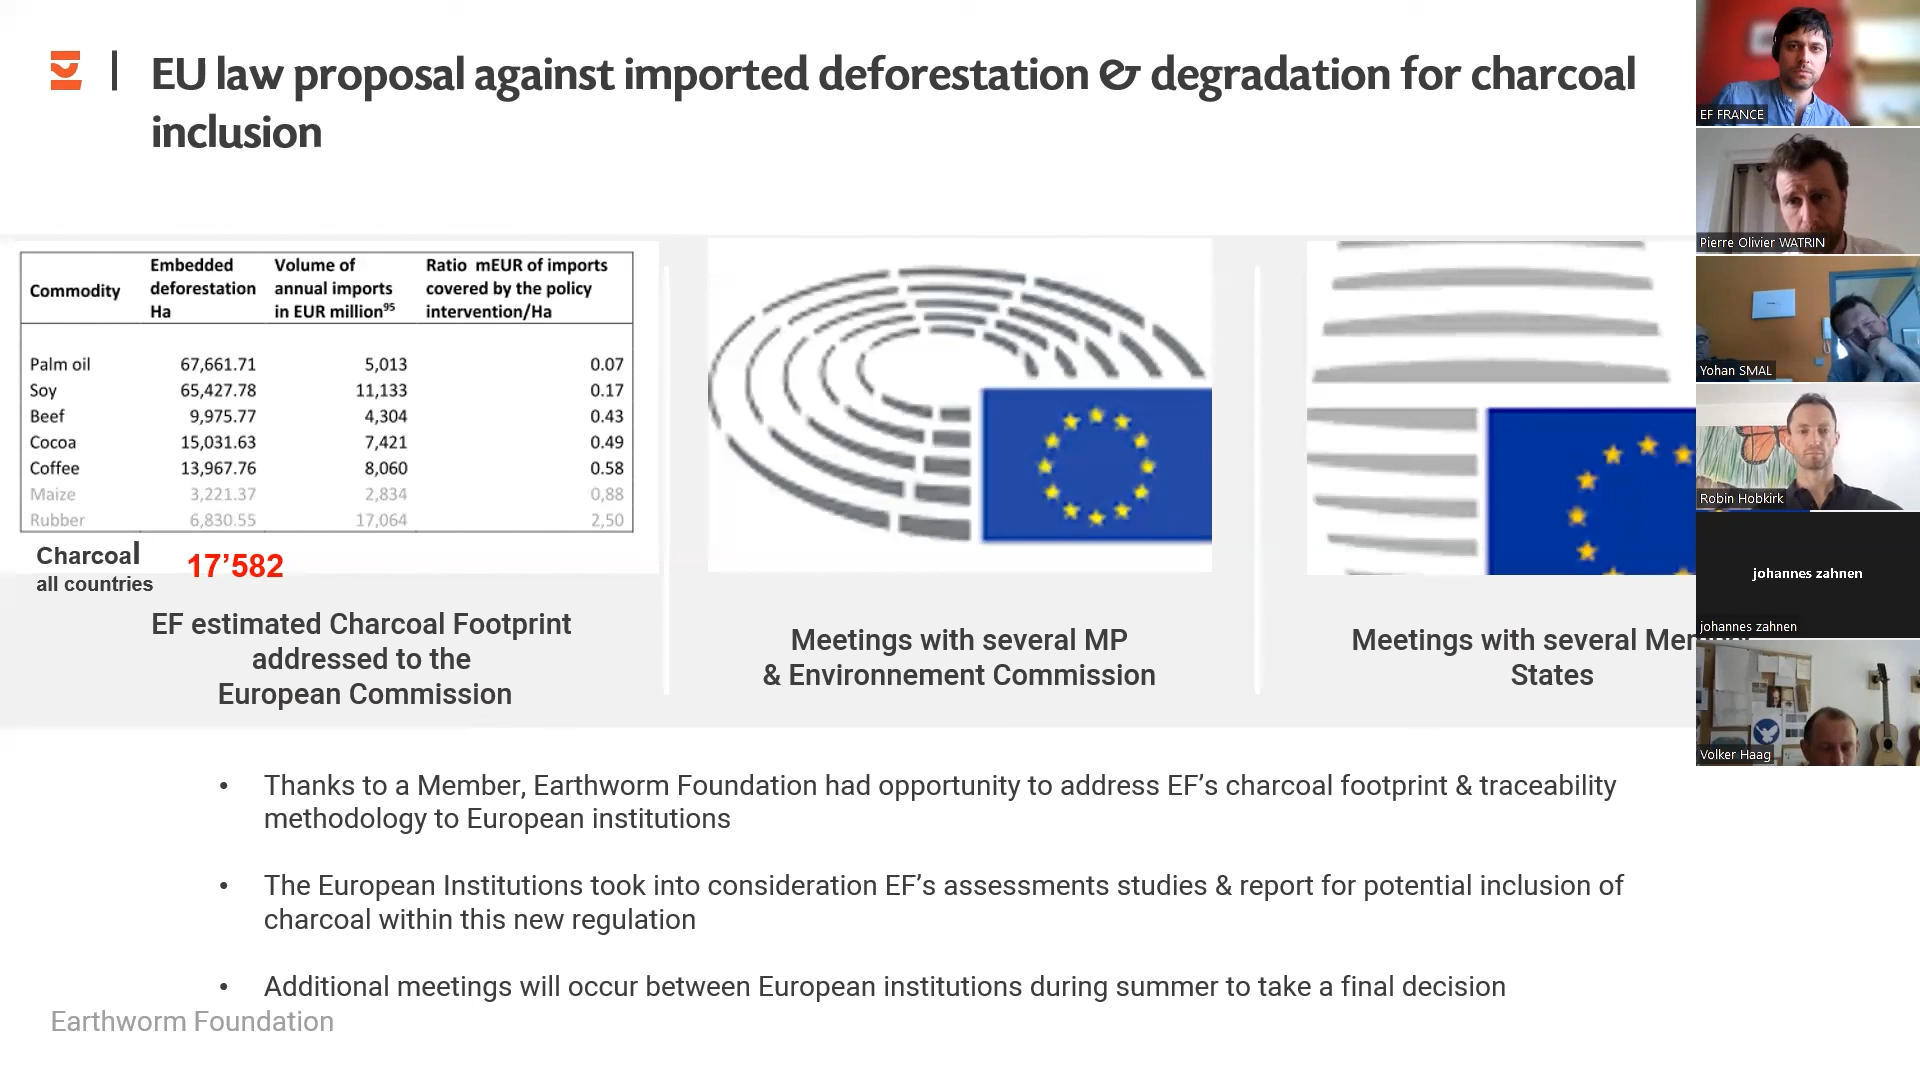 EU law proposal against imported deforestation & degradation for charcoal
inclusion
Commodity
Embedded
deforestation
Ha
Volume of
annual imports
in EUR million95
Ratio mEUR of imports
covered by the policy
intervention/Ha
Palm oil 67,661.71 5,013 0.07
Soy 65,427.78 11,133 0.17
Beef 9,975.77 4,304 0.43
Cocoa 15,031.63 7,421 0.49
Coffee 13,967.76 8,060 0.58
Maize 3,221.37 2,834 0,88
Rubber 6,830.55 17,064 2,50
Charcoal
all countries
17’582
EF estimated Charcoal Footprint
addressed to the
European Commission
Meetings with several MP
& Environnement Commission
Meetings with several
States
• Thanks to a Member, Earthworm Foundation had opportunity to address EF’s charcoal footprint & traceability
methodology to European institutions
• The European Institutions took into consideration EF’s assessments studies & report for potential inclusion of
charcoal within this new regulation
• Additional meetings will occur between European institutions during summer to take a final decision
Earthworm Foundation
EF FRANCE
Pierre Olivier WATRIN
Yohan SMAL
Robin Hobkirk
johannes zahnen
johannes zahnen
Volker Haag